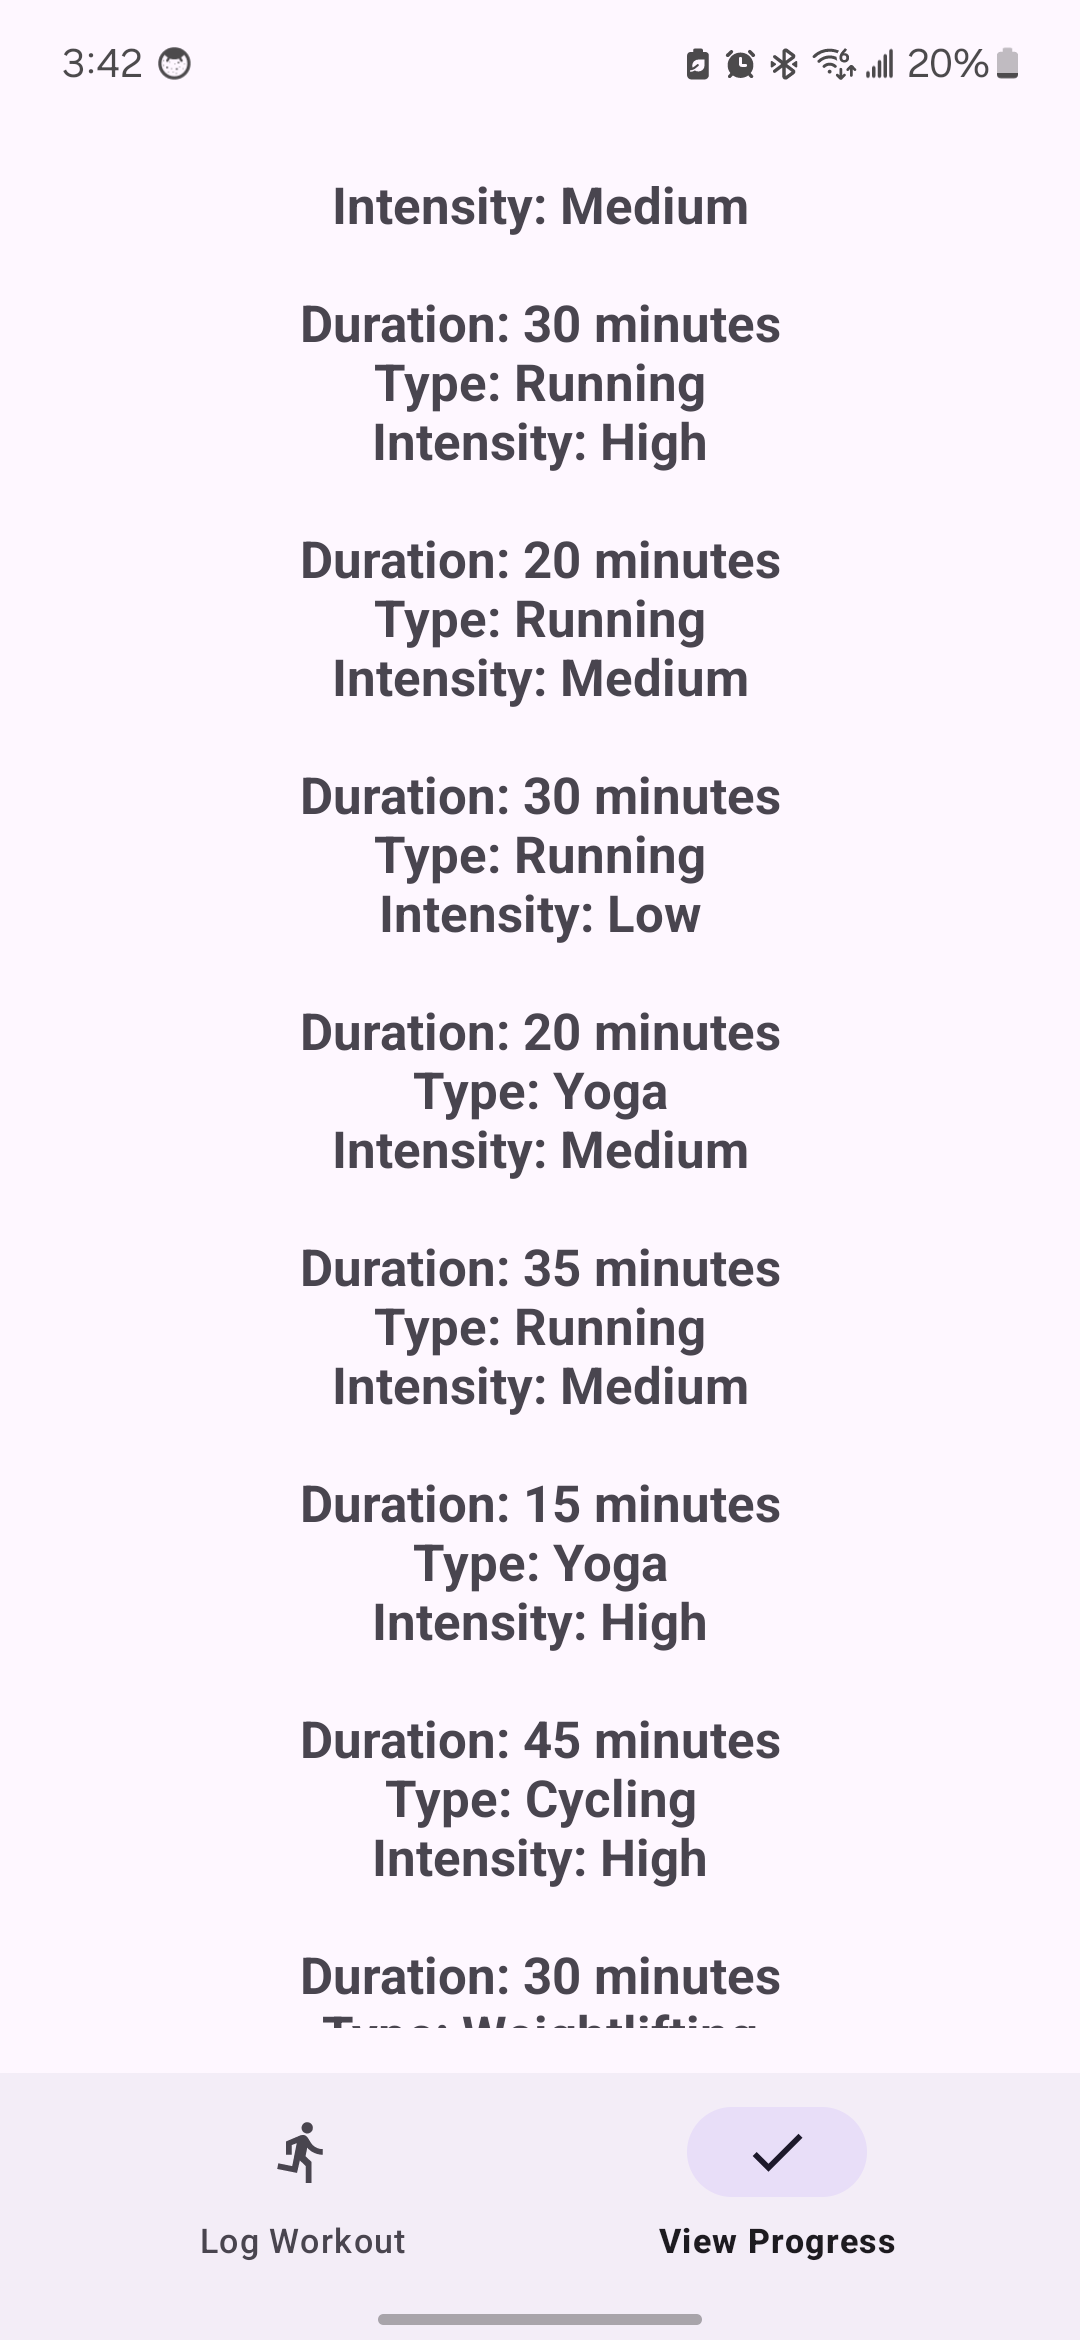 3:42
20%
Intensity: Medium
Duration: 30 minutes
Type: Running
Intensity: High
Duration: 20 minutes
Type: Running
Intensity: Medium
Duration: 30 minutes
Type: Running
Intensity: Low
Duration: 20 minutes
Type: Yoga
Intensity: Medium
Duration: 35 minutes
Type: Running
Intensity: Medium
Duration: 15 minutes
Type: Yoga
Intensity: High
Duration: 45 minutes
Type: Cycling
Intensity: High
Duration: 30 minutes
Type: Weightlifting
Log Workout
View Progress